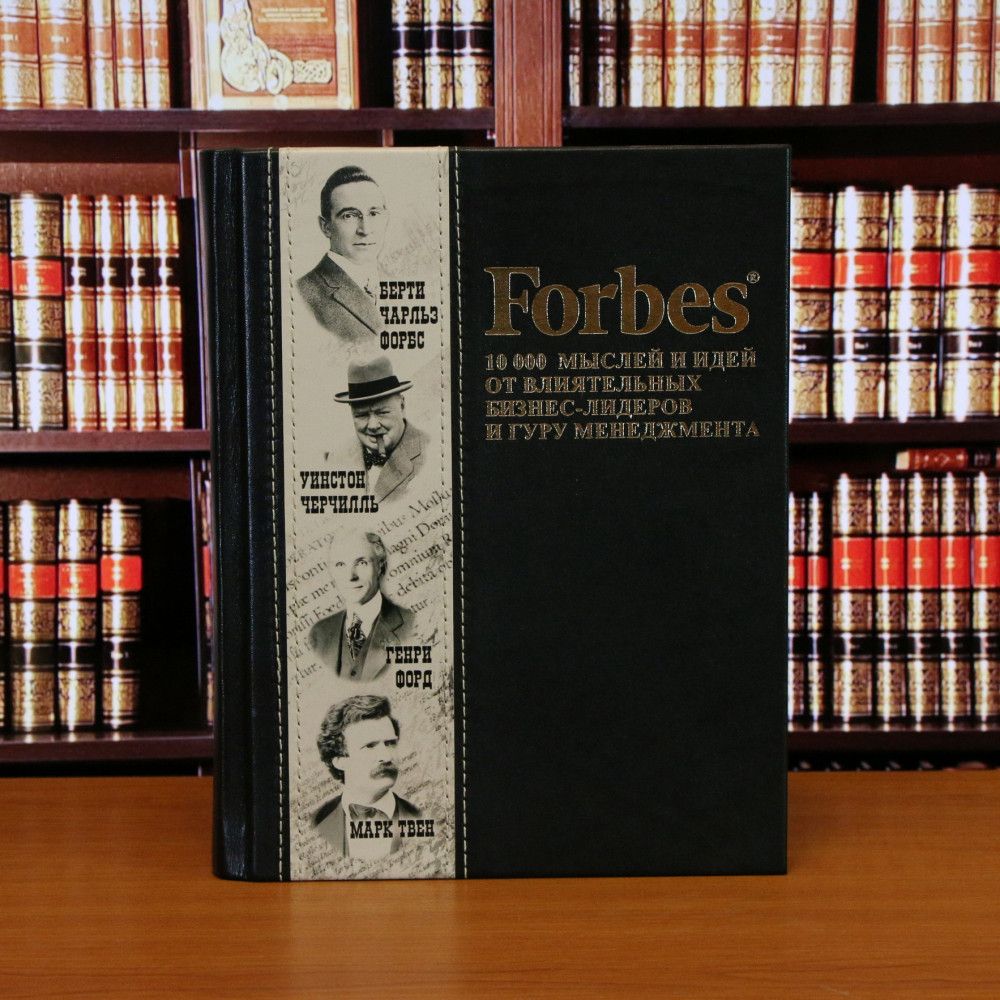 БЕРТИ
ЧАРЛЬЗ
ФОРБС
УИНСТОН
ЧЕРЧИЛЛЬ
ГЕНРИ
ФОРД
МАРК ТВЕН
Forbes®
10 000 МЫСЛЕЙ И ИДЕЙ
ОТ ВЛИЯТЕЛЬНЫХ
БИЗНЕС-ЛИДЕРОВ
И ГУРУ МЕНЕДЖМЕНТА